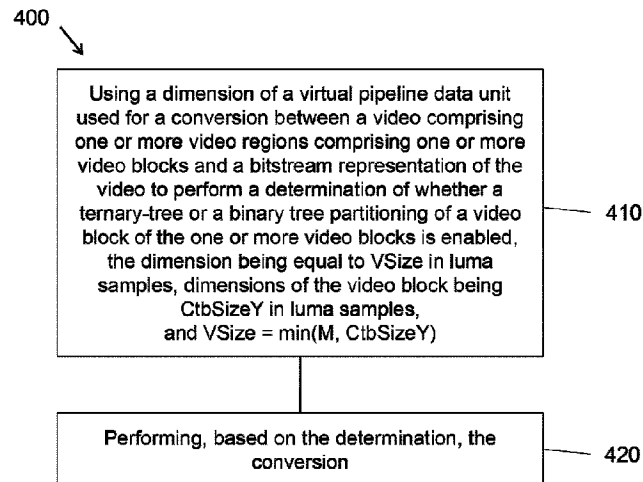 400
Using a dimension of a virtual pipeline data unit
used for a conversion between a video comprising
one or more video regions comprising one or more
video blocks and a bitstream representation of the
video to perform a determination of whether a
ternary-tree or a binary tree partitioning of a video
block of the one or more video blocks is enabled,
the dimension being equal to VSize in luma
samples, dimensions of the video block being
CtbSizeY in luma samples,
and VSize = min(M, CtbSizeY)
410
Performing, based on the determination, the
conversion
420